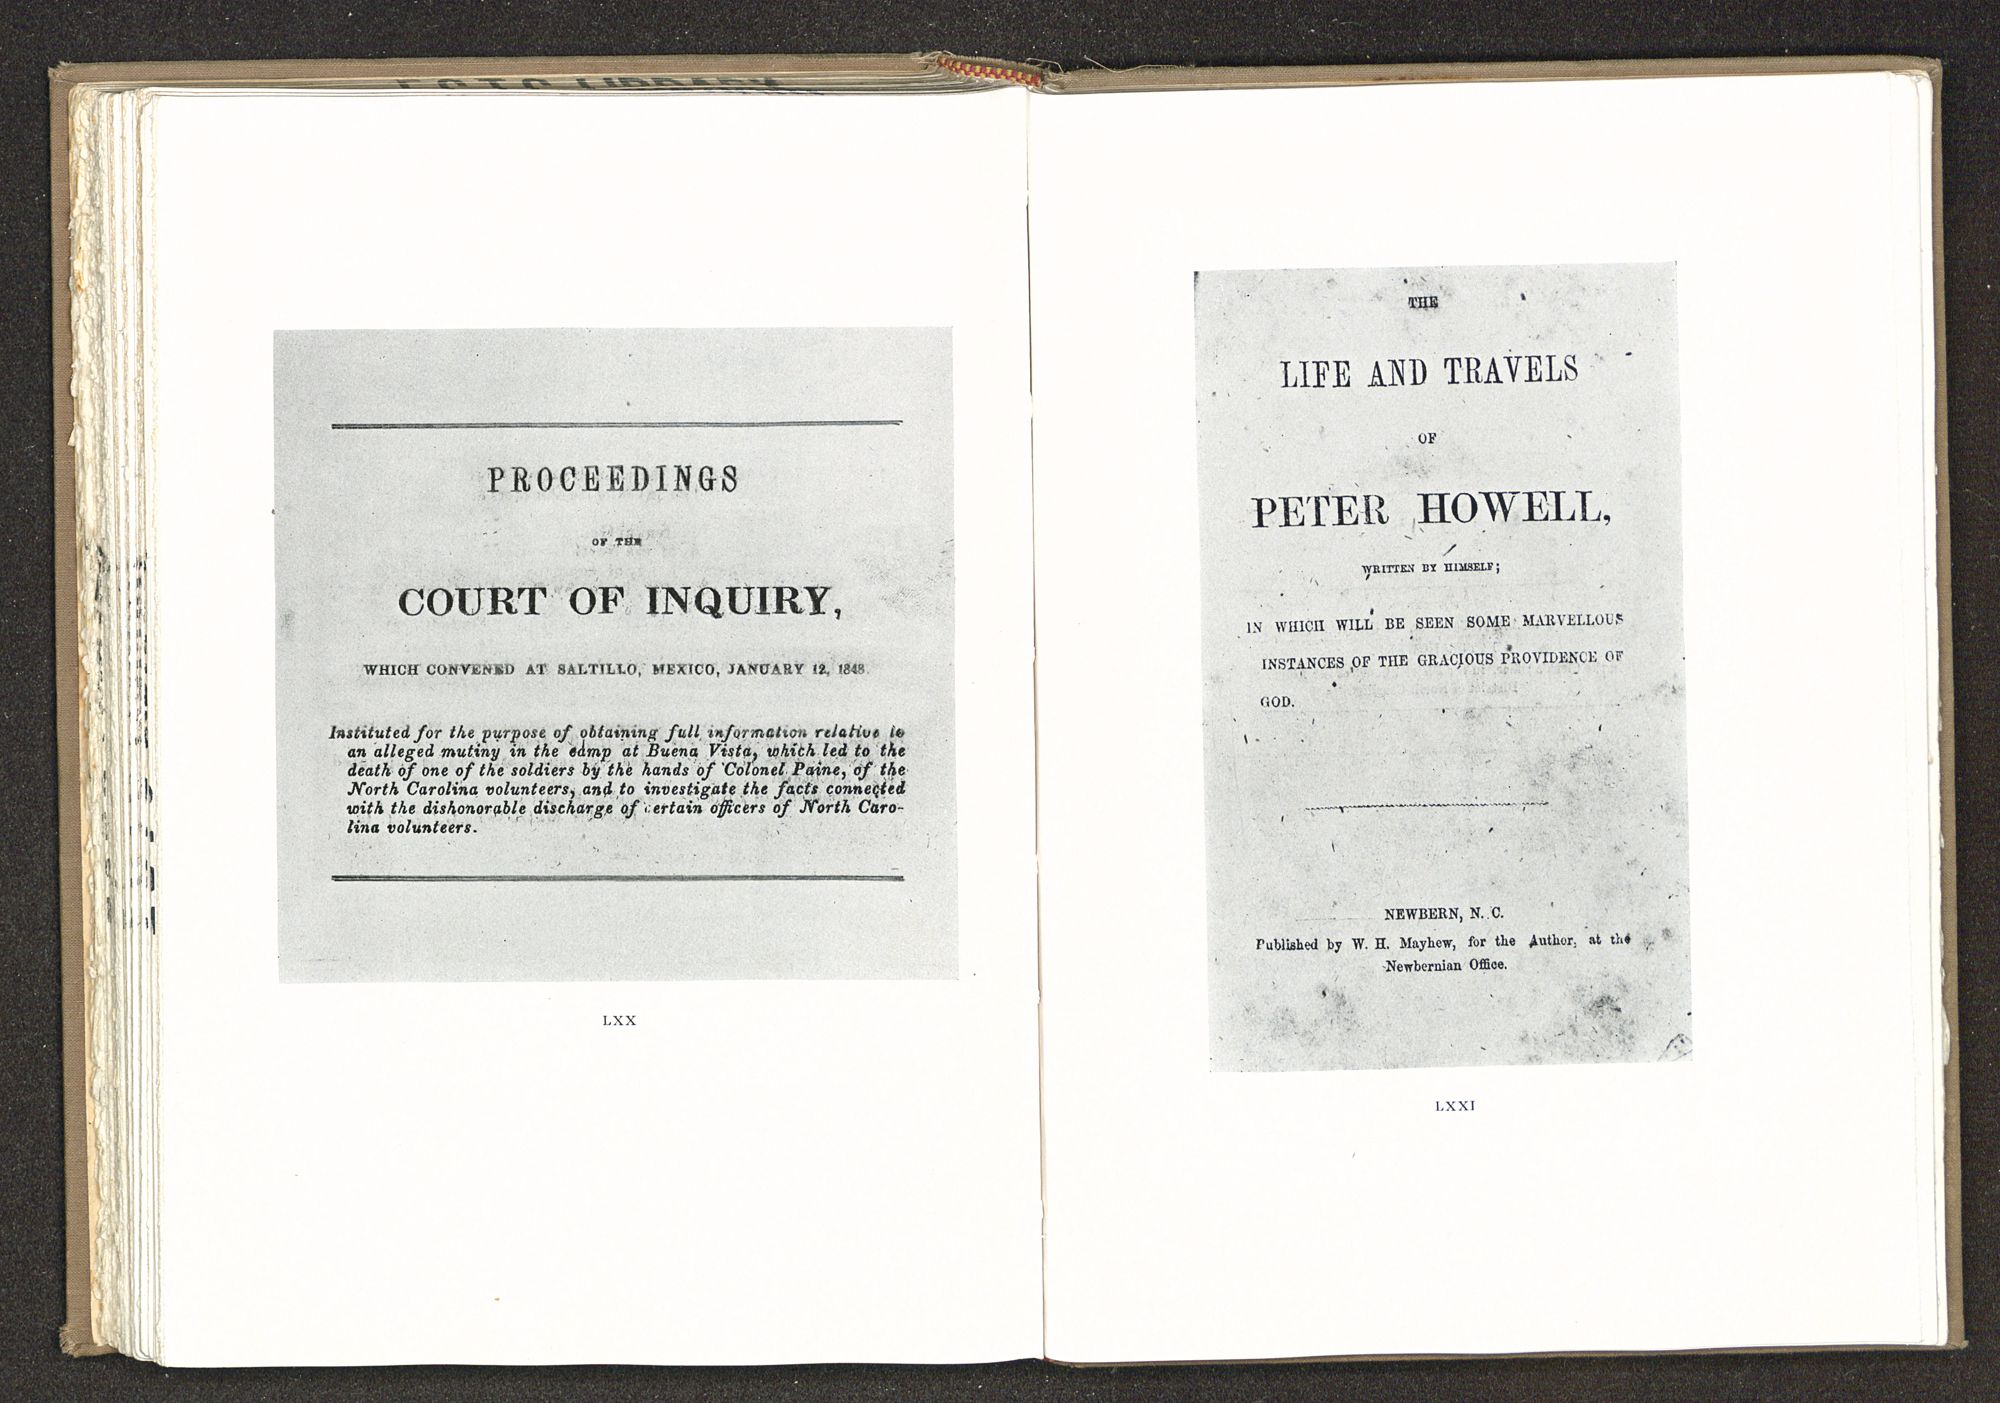 E.C.T.C. LIBRARY
PROCEEDINGS
OF THE
COURT OF INQUIRY,
WHICH CONVENED AT SALTILLO, MEXICO, JANUARY 12, 1848.
Instituted for the purpose of obtaining full information relative to
an alleged mutiny in the camp at Buena Vista, which led to the
death of one of the soldiers by the hands of Colonel Paine, of the
North Carolina volunteers, and to investigate the facts connected
with the dishonorable discharge of certain officers of North Caro-
lina volunteers.
LXX
THE
LIFE AND TRAVELS
OF
PETER HOWELL,
WRITTEN BY HIMSELF;
IN WHICH WILL BE SEEN SOME MARVELLOUS
INSTANCES OF THE GRACIOUS PROVIDENCE OF
GOD.
NEWBERN, N. C.
Published by W. H. Mayhew, for the Author, at the
Newbernian Office.
LXXI